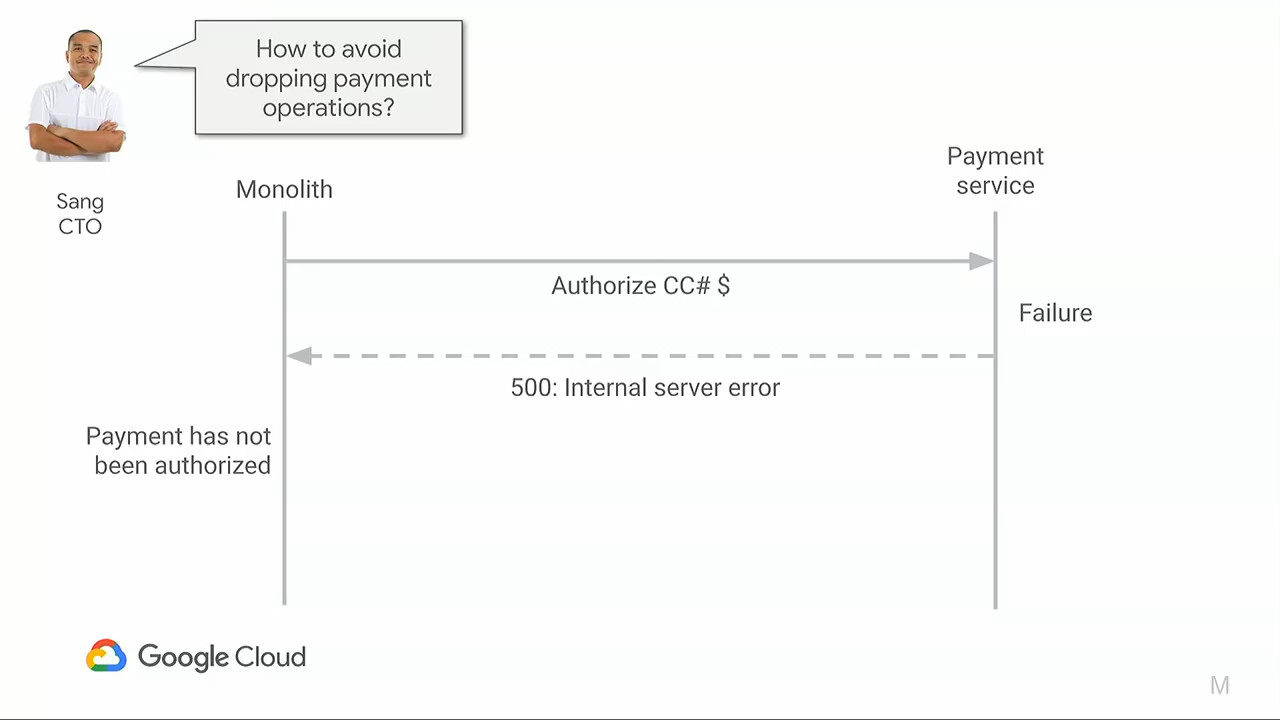 How to avoid
dropping payment
operations?
Sang
CTO
Monolith
Payment
service
Authorize CC# $
Failure
500: Internal server error
Payment has not
been authorized
Google Cloud
M